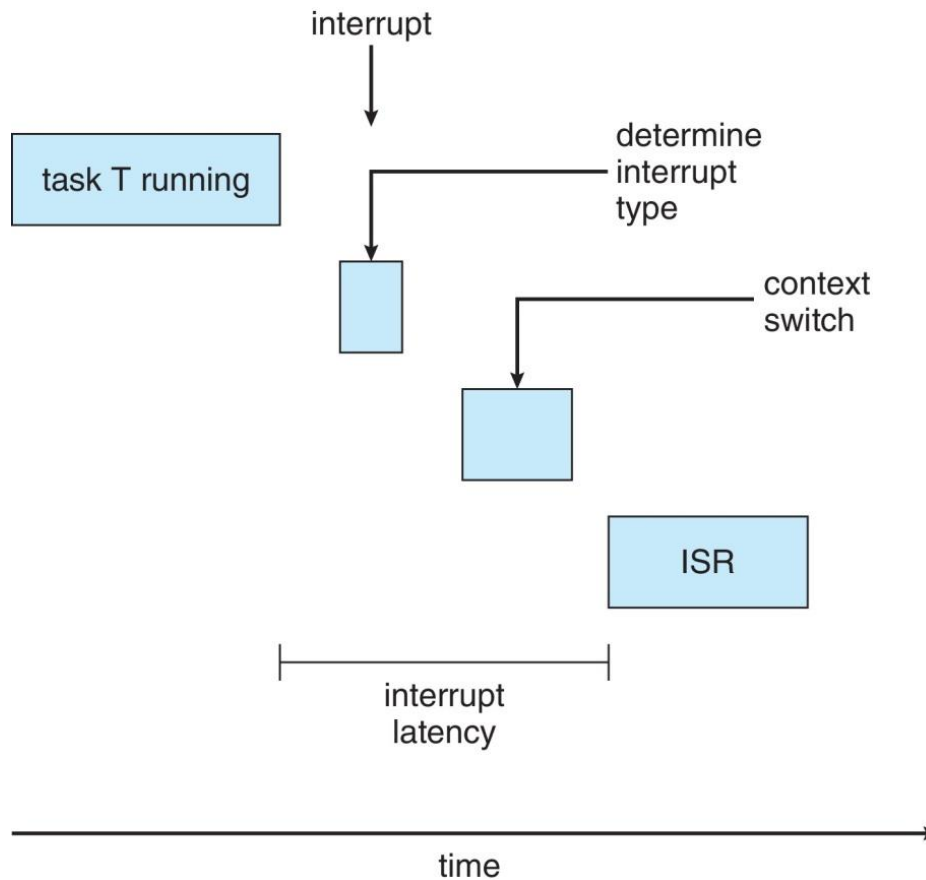 interrupt
task T running
determine
interrupt
type
context
switch
ISR
interrupt
latency
time